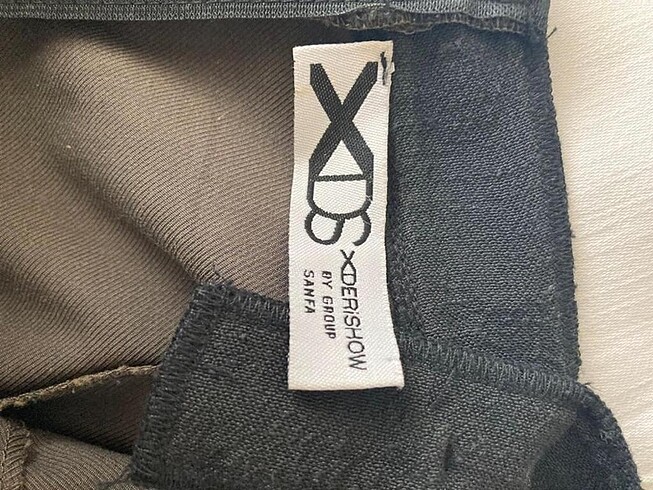 XDS
XDERiSHOW
BY GROUP
SANFA